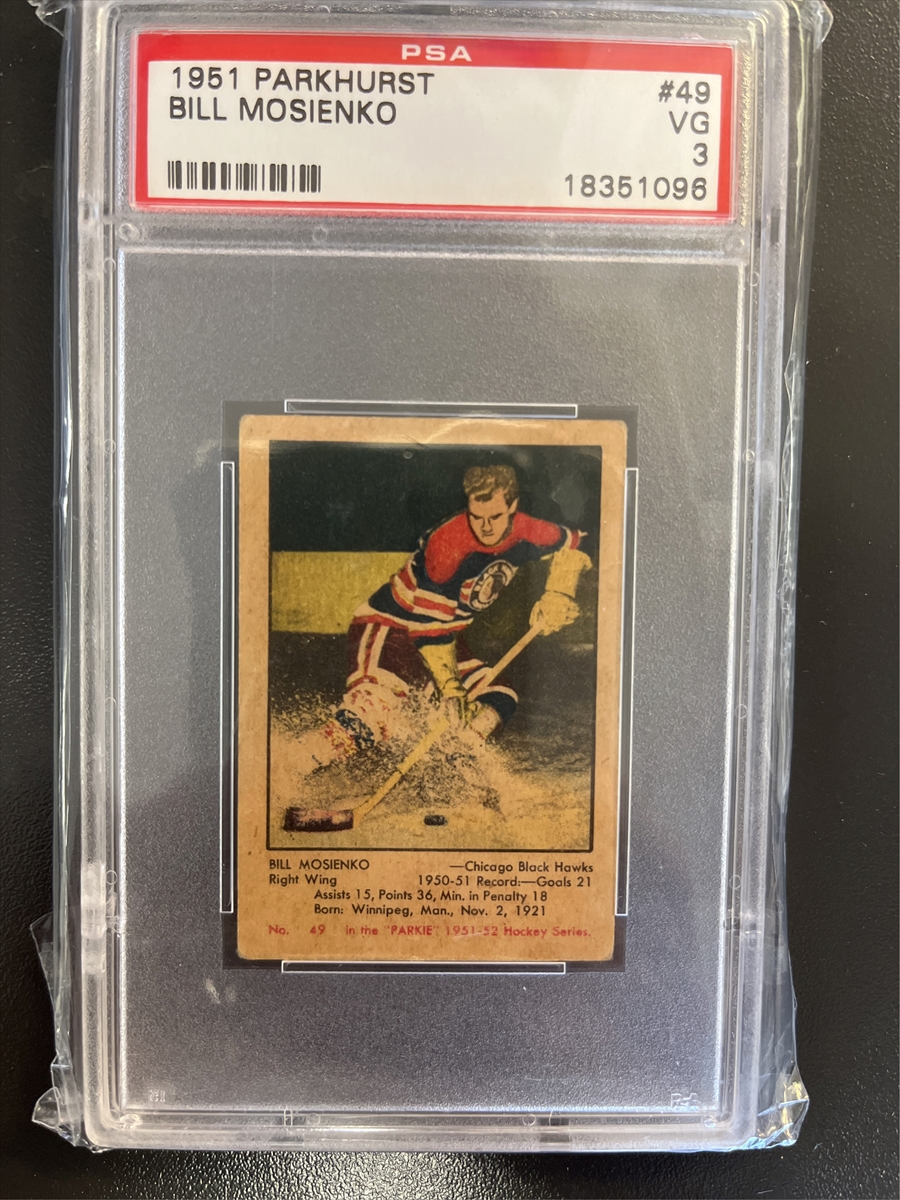 PSA
1951 PARKHURST #49
BILL MOSIENKO VG
3
18351096
BILL MOSIENKO —Chicago Black Hawks
Right Wing 1950-51 Record:—Goals 21
Assists 15, Points 36, Min. in Penalty 18
Born: Winnipeg, Man., Nov. 2, 1921
No. 49 in the "PARKIE" 1951-52 Hockey Series.